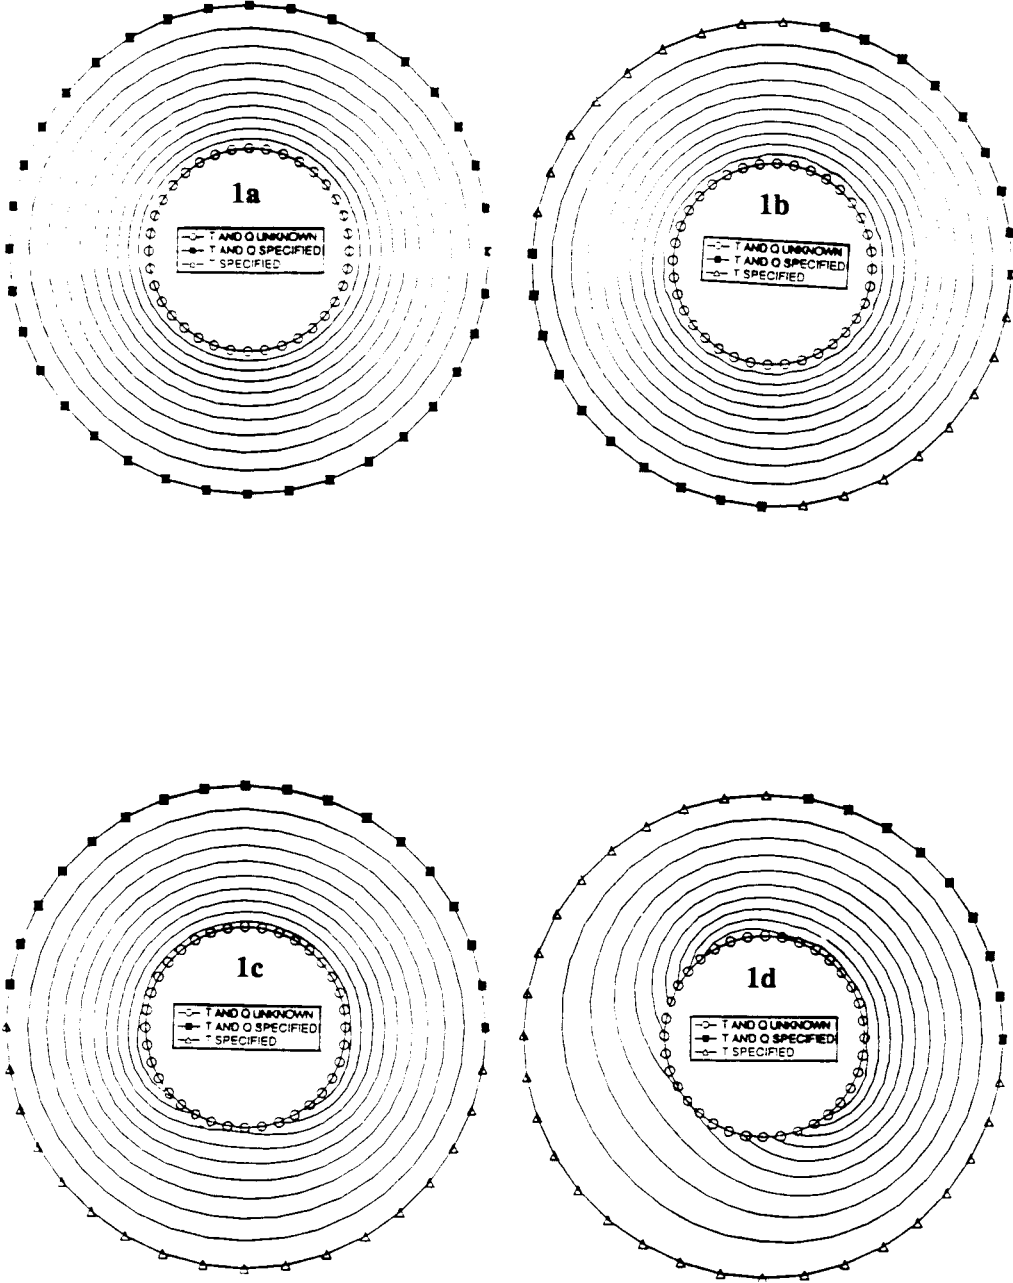 1a
T AND Q UNKNOWN
T AND Q SPECIFIED
T SPECIFIED
1b
T AND Q UNKNOWN
T AND Q SPECIFIED
T SPECIFIED
1c
T AND Q UNKNOWN
T AND Q SPECIFIED
T SPECIFIED
1d
T AND Q UNKNOWN
T AND Q SPECIFIED
T SPECIFIED